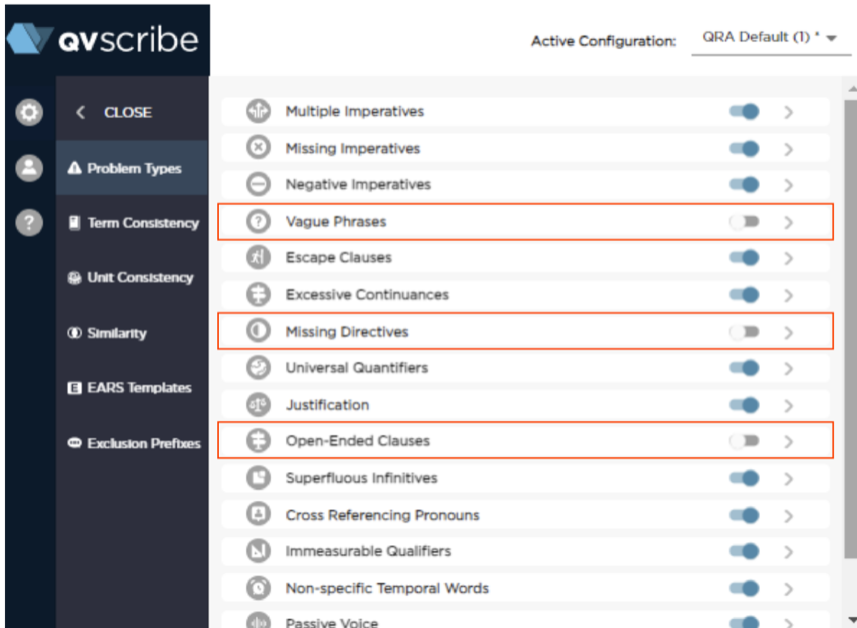 QVscribe
Active Configuration: QRA Default (1) *
CLOSE
Problem Types
Term Consistency
Unit Consistency
Similarity
EARS Templates
Exclusion Prefixes
Multiple Imperatives
Missing Imperatives
Negative Imperatives
Vague Phrases
Escape Clauses
Excessive Continuances
Missing Directives
Universal Quantifiers
Justification
Open-Ended Clauses
Superfluous Infinitives
Cross Referencing Pronouns
Immeasurable Qualifiers
Non-specific Temporal Words
Passive Voice